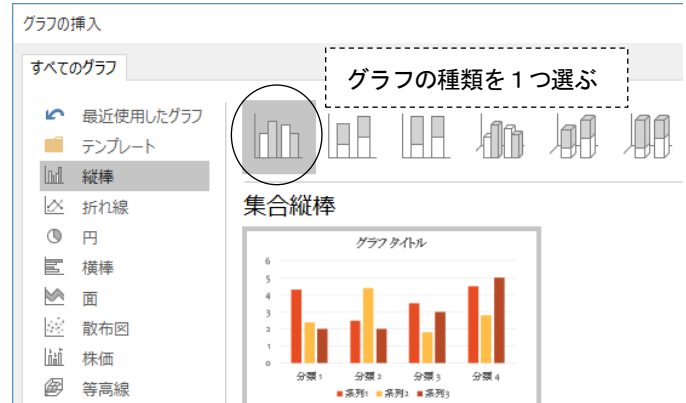 グラフの挿入
すべてのグラフ
グラフの種類を１つ選ぶ
最近使用したグラフ
テンプレート
縦棒
折れ線
円
横棒
面
散布図
株価
等高線
集合縦棒
グラフ タイトル
6
5
4
3
2
1
0
分類 1 分類 2 分類 3 分類 4
系列1 系列2 系列3